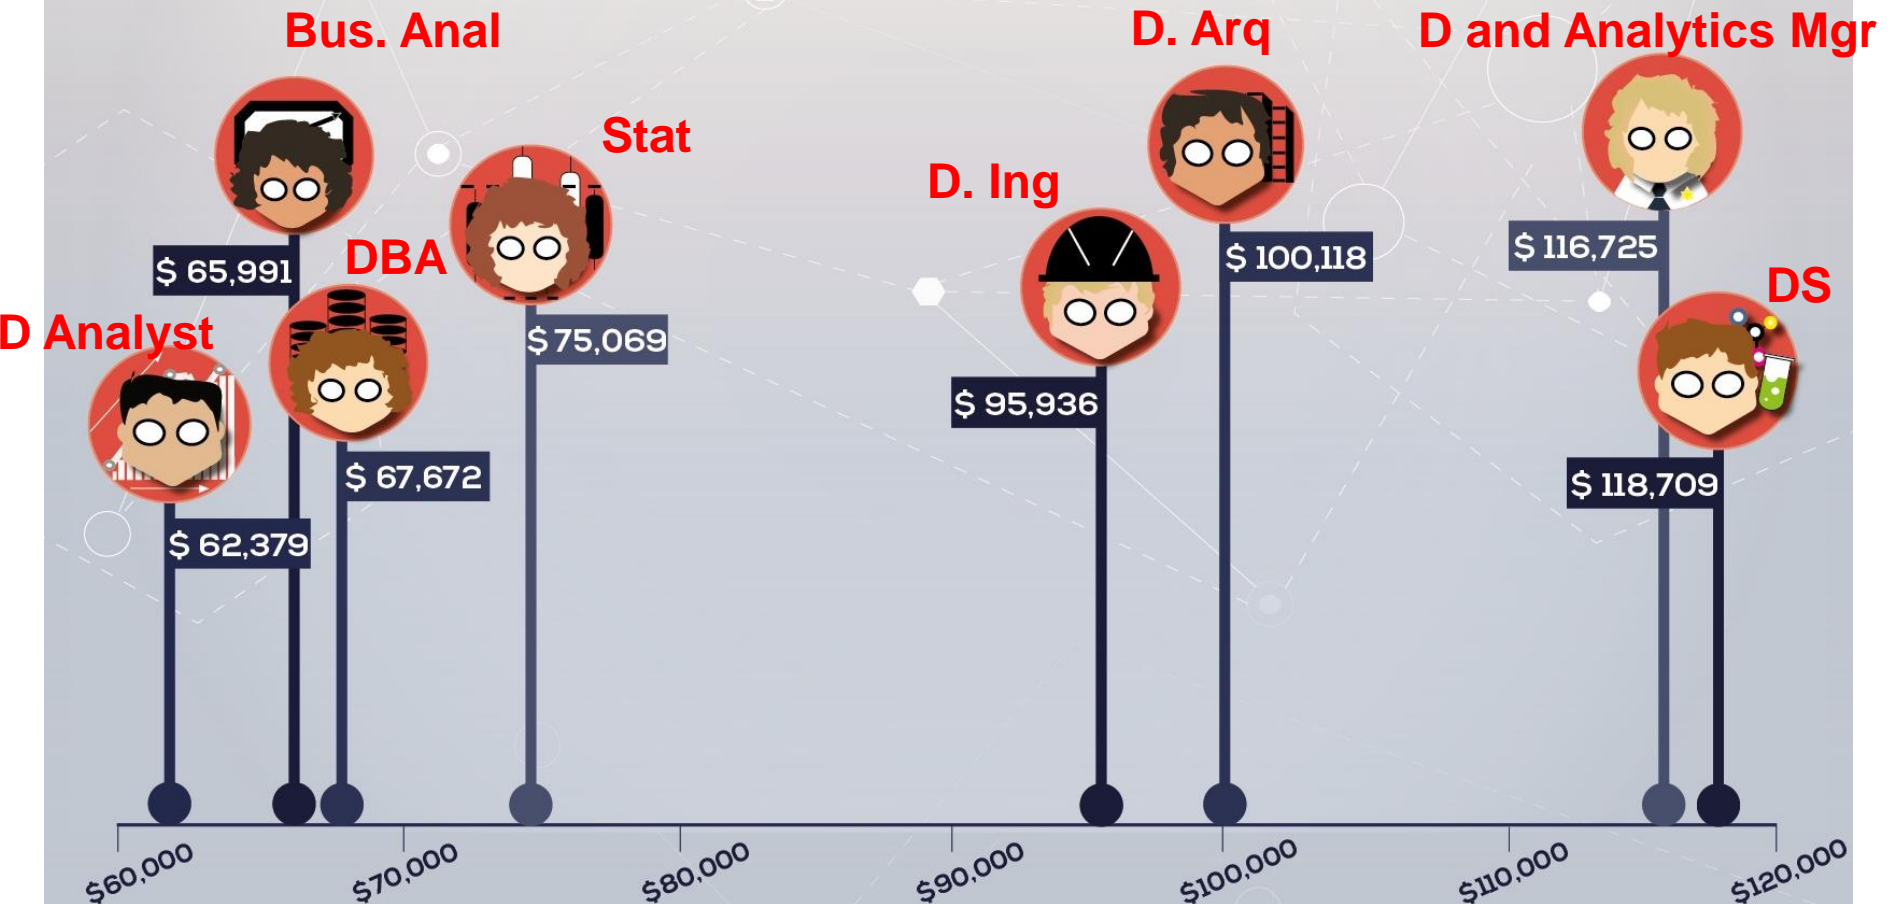 Bus. Anal
D. Arq
D and Analytics Mgr
Stat
D. Ing
DBA
$ 65,991
$ 100,118
$ 116,725
DS
D Analyst
$ 75,069
$ 95,936
$ 67,672
$ 118,709
$ 62,379
$60,000
$70,000
$80,000
$90,000
$100,000
$110,000
$120,000